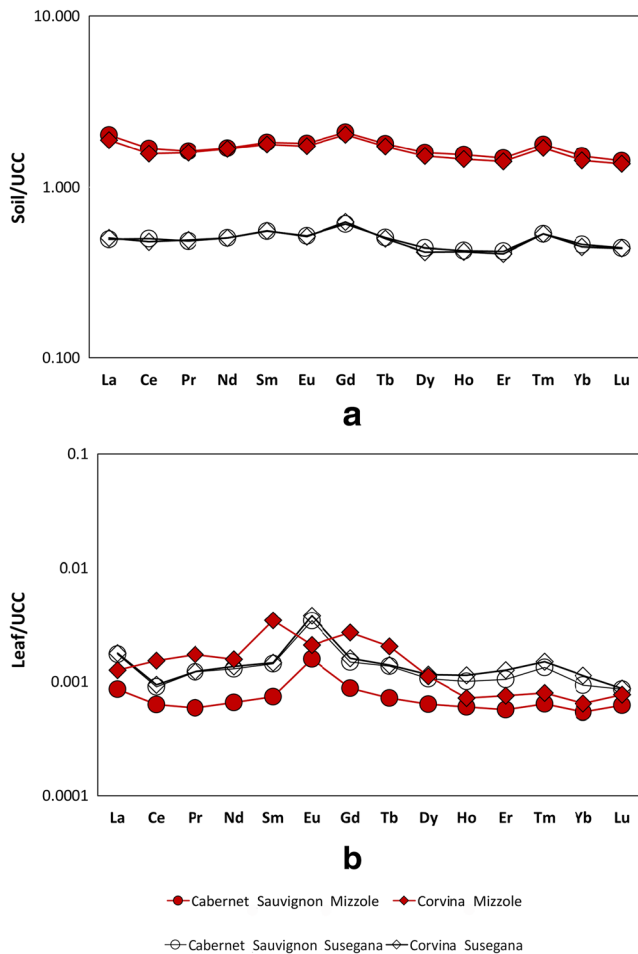 10.000
1.000
0.100
Soil/UCC
La Ce Pr Nd Sm Eu Gd Tb Dy Ho Er Tm Yb Lu
a
0.1
0.01
0.001
0.0001
Leaf/UCC
La Ce Pr Nd Sm Eu Gd Tb Dy Ho Er Tm Yb Lu
b
Cabernet Sauvignon Mizzole Corvina Mizzole
Cabernet Sauvignon Susegana Corvina Susegana